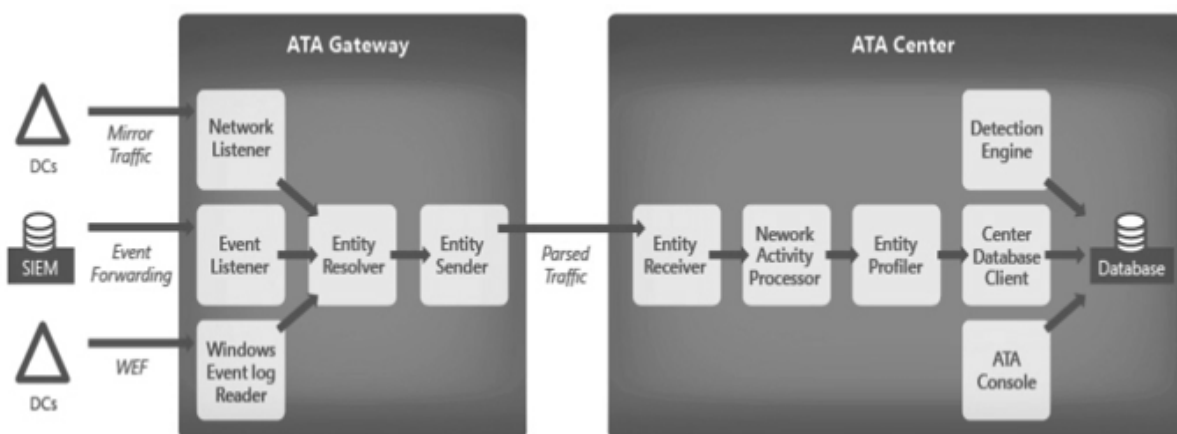 ATA Gateway
ATA Center
DCs
Mirror
Traffic
Network
Listener
SIEM
Event
Forwarding
Event
Listener
Entity
Resolver
Entity
Sender
DCs
WEF
Windows
Event log
Reader
Parsed
Traffic
Entity
Receiver
Nework
Activity
Processor
Entity
Profiler
Detection
Engine
Center
Database
Client
ATA
Console
Database